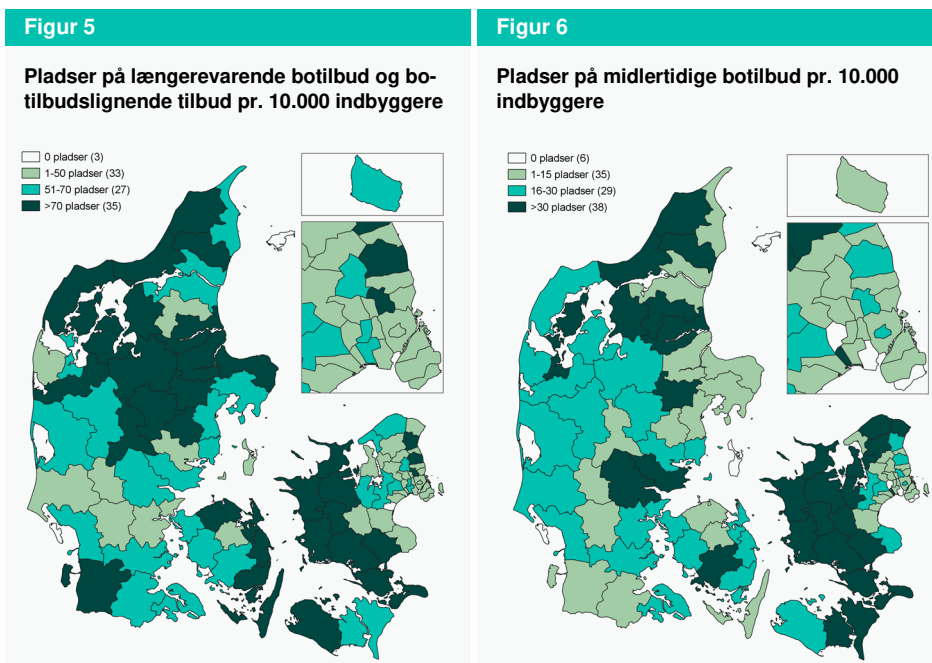 Figur 5
Pladser på længerevarende botilbud og bo-
tilbudslignende tilbud pr. 10.000 indbyggere
0 pladser (3)
1-50 pladser (33)
51-70 pladser (27)
>70 pladser (35)
Figur 6
Pladser på midlertidige botilbud pr. 10.000
indbyggere
0 pladser (6)
1-15 pladser (35)
16-30 pladser (29)
>30 pladser (38)